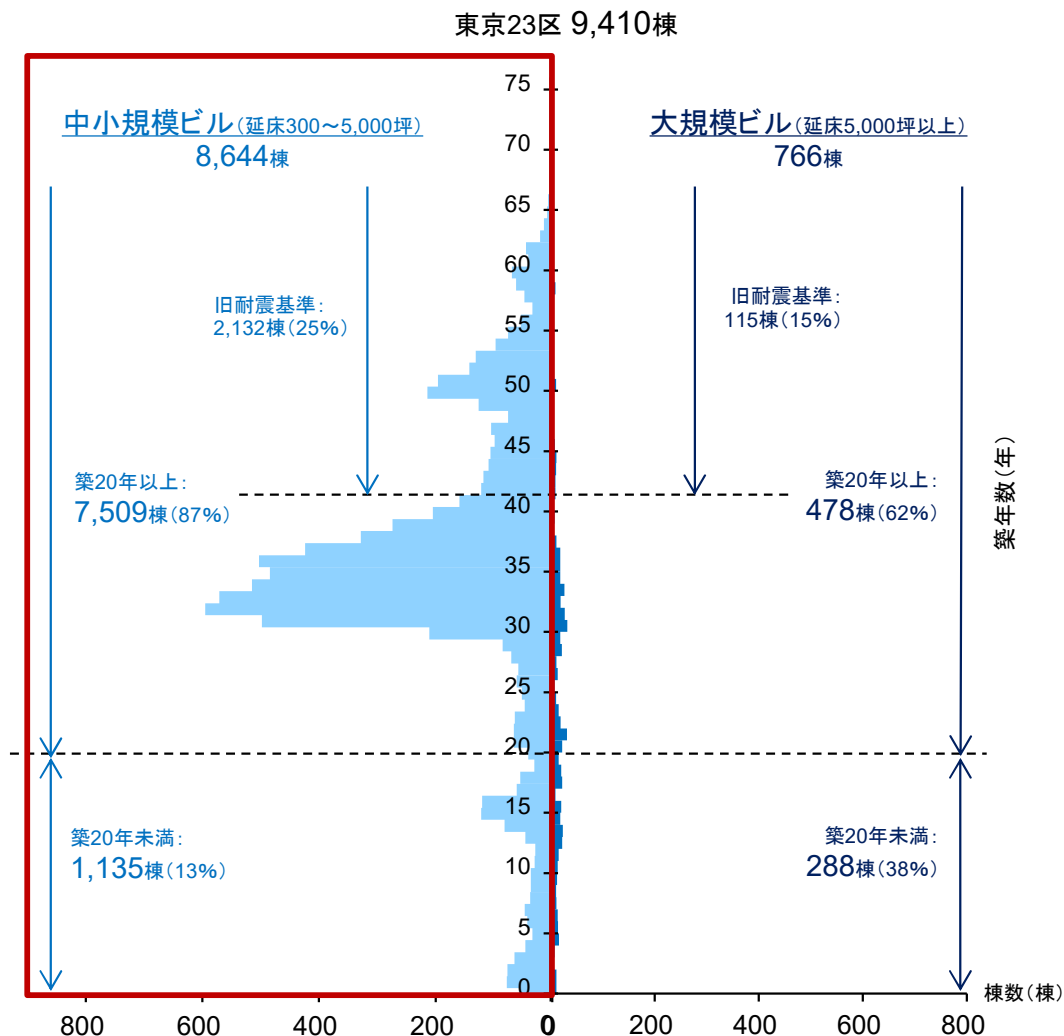 東京23区 9,410棟
中小規模ビル(延床300～5,000坪)
8,644棟
大規模ビル(延床5,000坪以上)
766棟
旧耐震基準:
2,132棟(25%)
旧耐震基準:
115棟(15%)
築20年以上:
7,509棟(87%)
築20年以上:
478棟(62%)
築20年未満:
1,135棟(13%)
築20年未満:
288棟(38%)
75
70
65
60
55
50
45
40
35
30
25
20
15
10
5
0
築年数(年)
800 600 400 200 0 200 400 600 800
棟数(棟)